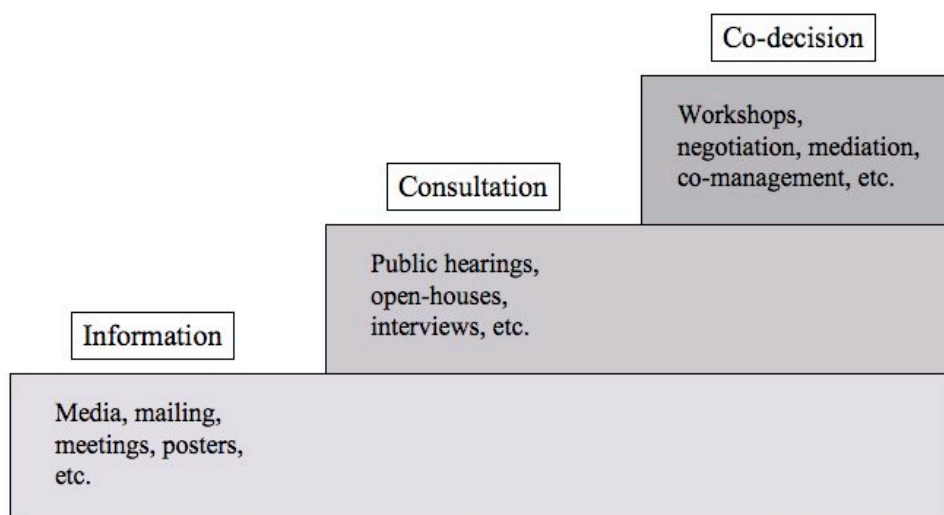 Co-decision
Workshops,
negotiation, mediation,
co-management, etc.
Consultation
Public hearings,
open-houses,
interviews, etc.
Information
Media, mailing,
meetings, posters,
etc.